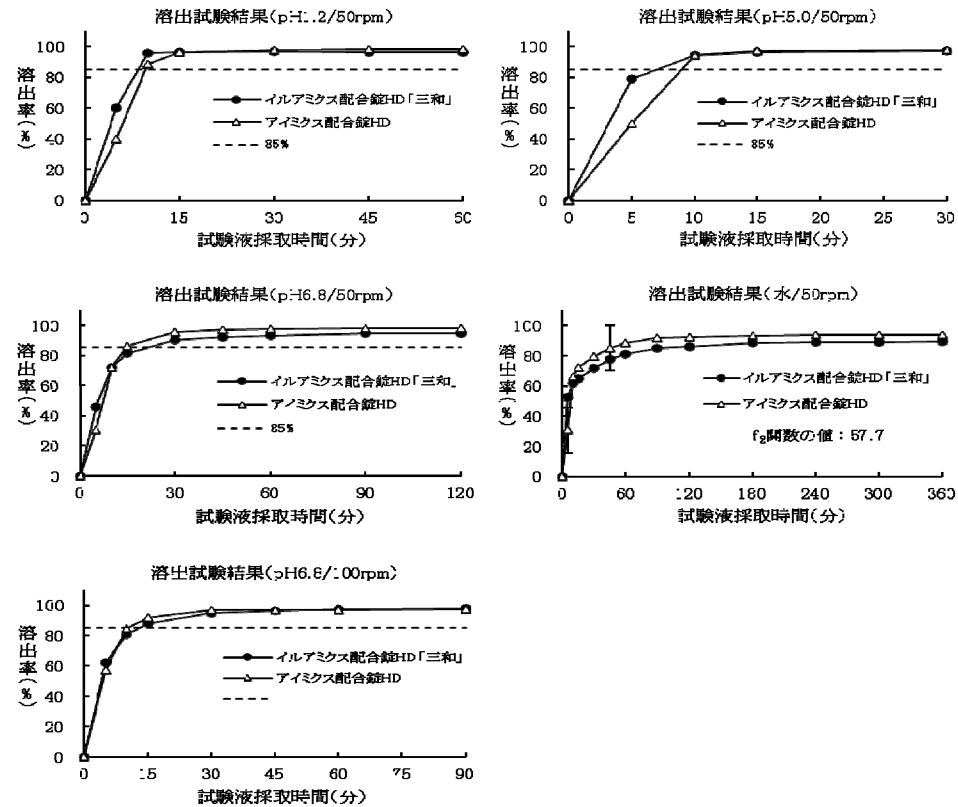 溶出試験結果(pH1.2/50rpm)
溶出率(%)
100
80
60
40
20
0
イルアミクス配合錠HD「三和」
アイミクス配合錠HD
85%
0 15 30 45 60
試験液採取時間(分)
溶出試験結果(pH5.0/50rpm)
溶出率(%)
100
80
60
40
20
0
イルアミクス配合錠HD「三和」
アイミクス配合錠HD
85%
0 5 10 15 20 25 30
試験液採取時間(分)
溶出試験結果(pH6.8/50rpm)
溶出率(%)
100
80
60
40
20
0
イルアミクス配合錠HD「三和」
アイミクス配合錠HD
85%
0 30 60 90 120
試験液採取時間(分)
溶出試験結果(水/50rpm)
溶出率(%)
100
80
60
40
20
0
イルアミクス配合錠HD「三和」
アイミクス配合錠HD
f2関数の値：57.7
0 60 120 180 240 300 360
試験液採取時間(分)
溶出試験結果(pH6.8/100rpm)
溶出率(%)
100
80
60
40
20
0
イルアミクス配合錠HD「三和」
アイミクス配合錠HD
0 15 30 45 60 75 90
試験液採取時間(分)